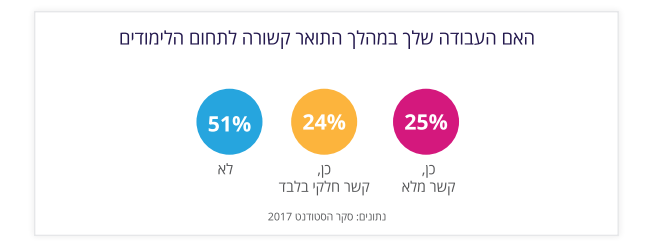 האם העבודה שלך במהלך התואר קשורה לתחום הלימודים
25%
כן,
קשר מלא
24%
כן,
קשר חלקי בלבד
51%
לא
נתונים: סקר הסטודנט 2017